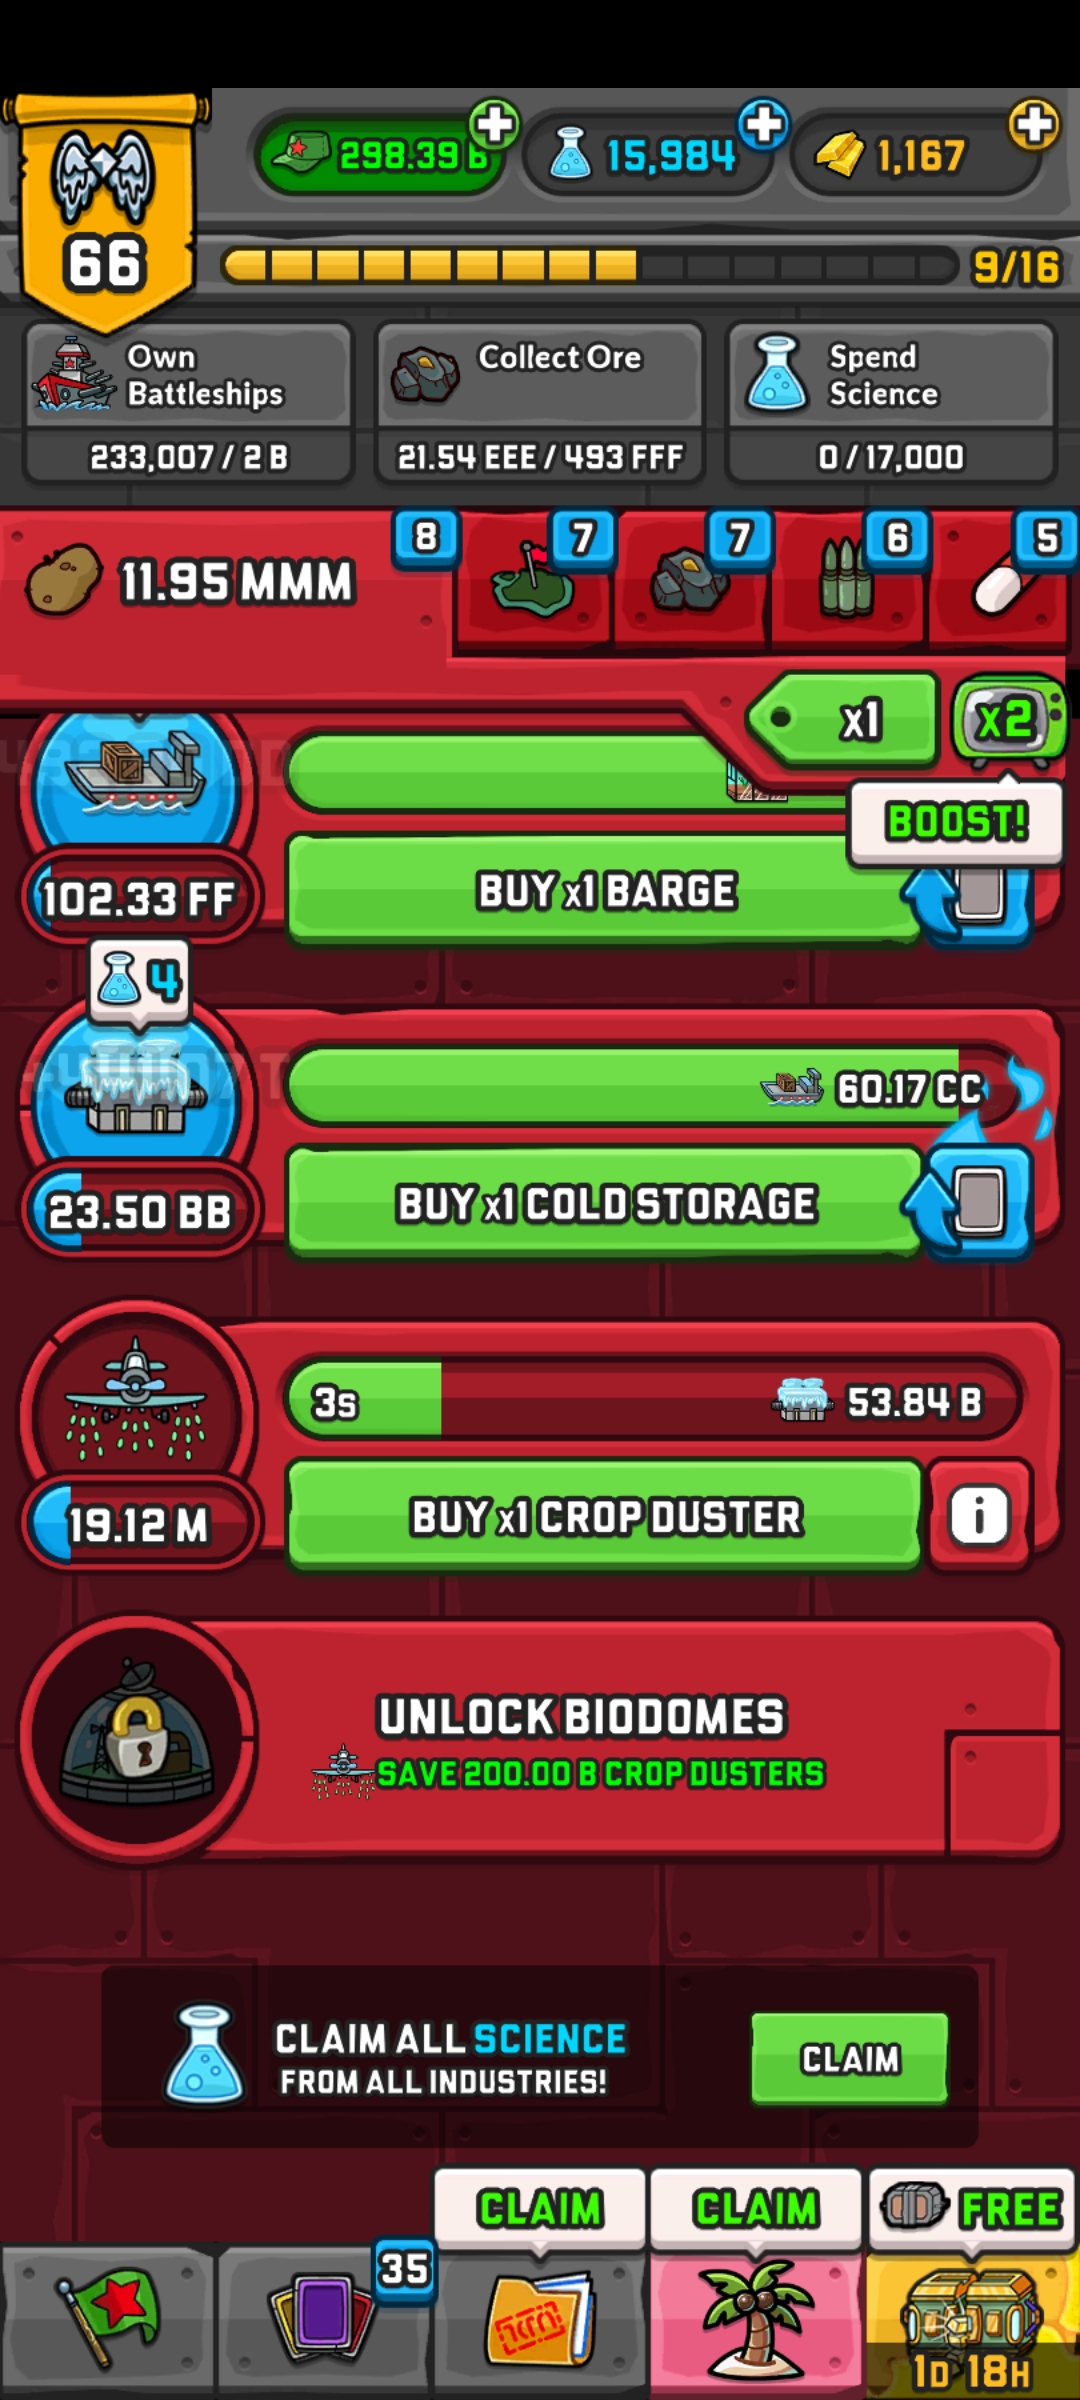 298.39 B
15,984
1,167
66
9/16
Own
Battleships
233,007 / 2 B
Collect Ore
21.54 EEE / 493 FFF
Spend
Science
0 / 17,000
11.95 MMM
8
7
7
6
5
x1
x2
BOOST!
102.33 FF
BUY x1 BARGE
4
60.17 CC
23.50 BB
BUY x1 COLD STORAGE
3s
53.84 B
19.12 M
BUY x1 CROP DUSTER
i
UNLOCK BIODOMES
SAVE 200.00 B CROP DUSTERS
CLAIM ALL SCIENCE
FROM ALL INDUSTRIES!
CLAIM
CLAIM
CLAIM
FREE
35
1D 18H